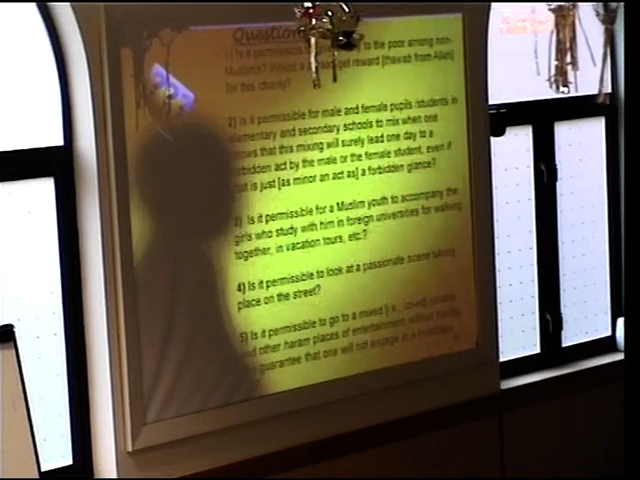 Question
1) Is it permissible to the poor among non-
Muslims? Would a get reward [thawab from Allah]
for this charity?
2) Is it permissible for male and female pupils /students in
elementary and secondary schools to mix when one
nows that this mixing will surely lead one day to a
rbidden act by the male or the female student, even if
at is just [as minor an act as] a forbidden glance?
3) Is it permissible for a Muslim youth to accompany the
girls who study with him in foreign universities for walking
together, in vacation tours, etc?
4) Is it permissible to look at a passionate scene taking
place on the street?
5) Is it permissible to go to a mixed [i.e., co-ed]
d other haram places of entertainment without
guarantee that one will not engage in a